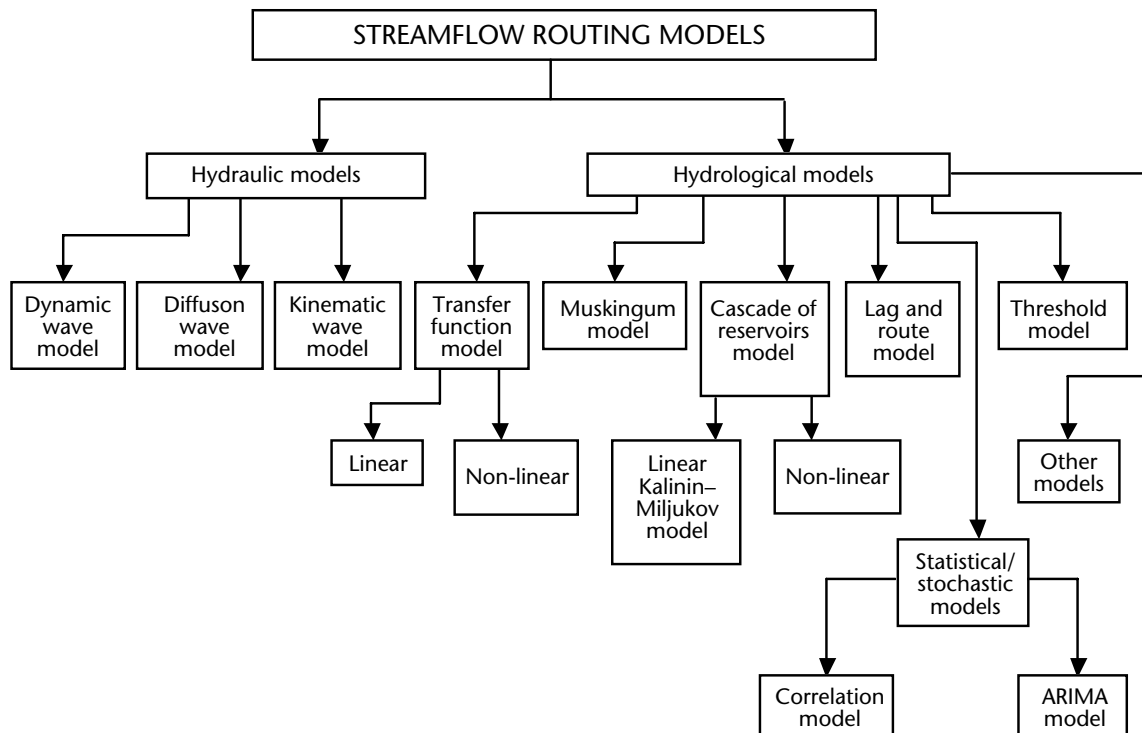 STREAMFLOW ROUTING MODELS
Hydraulic models
Hydrological models
Dynamic
wave
model
Diffuson
wave model
Kinematic
wave
model
Transfer
function
model
Muskingum
model
Cascade of
reservoirs
model
Lag and
route
model
Threshold
model
Linear
Non-linear
Linear
Kalinin–
Miljukov
model
Non-linear
Other
models
Statistical/
stochastic
models
Correlation
model
ARIMA
model